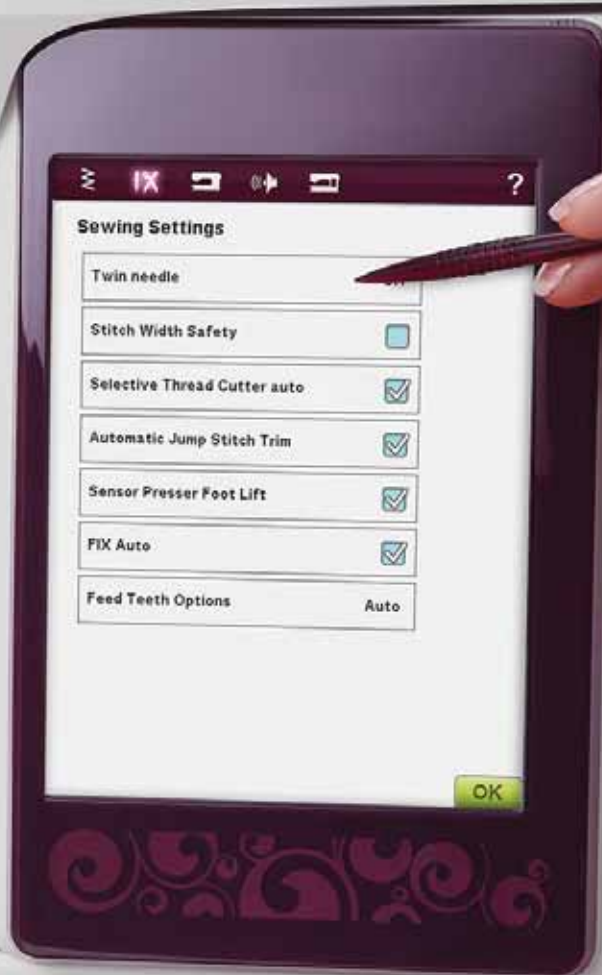 IX
?
Sewing Settings
Twin needle
Stitch Width Safety
Selective Thread Cutter auto
Automatic Jump Stitch Trim
Sensor Presser Foot Lift
FIX Auto
Feed Teeth Options Auto
OK